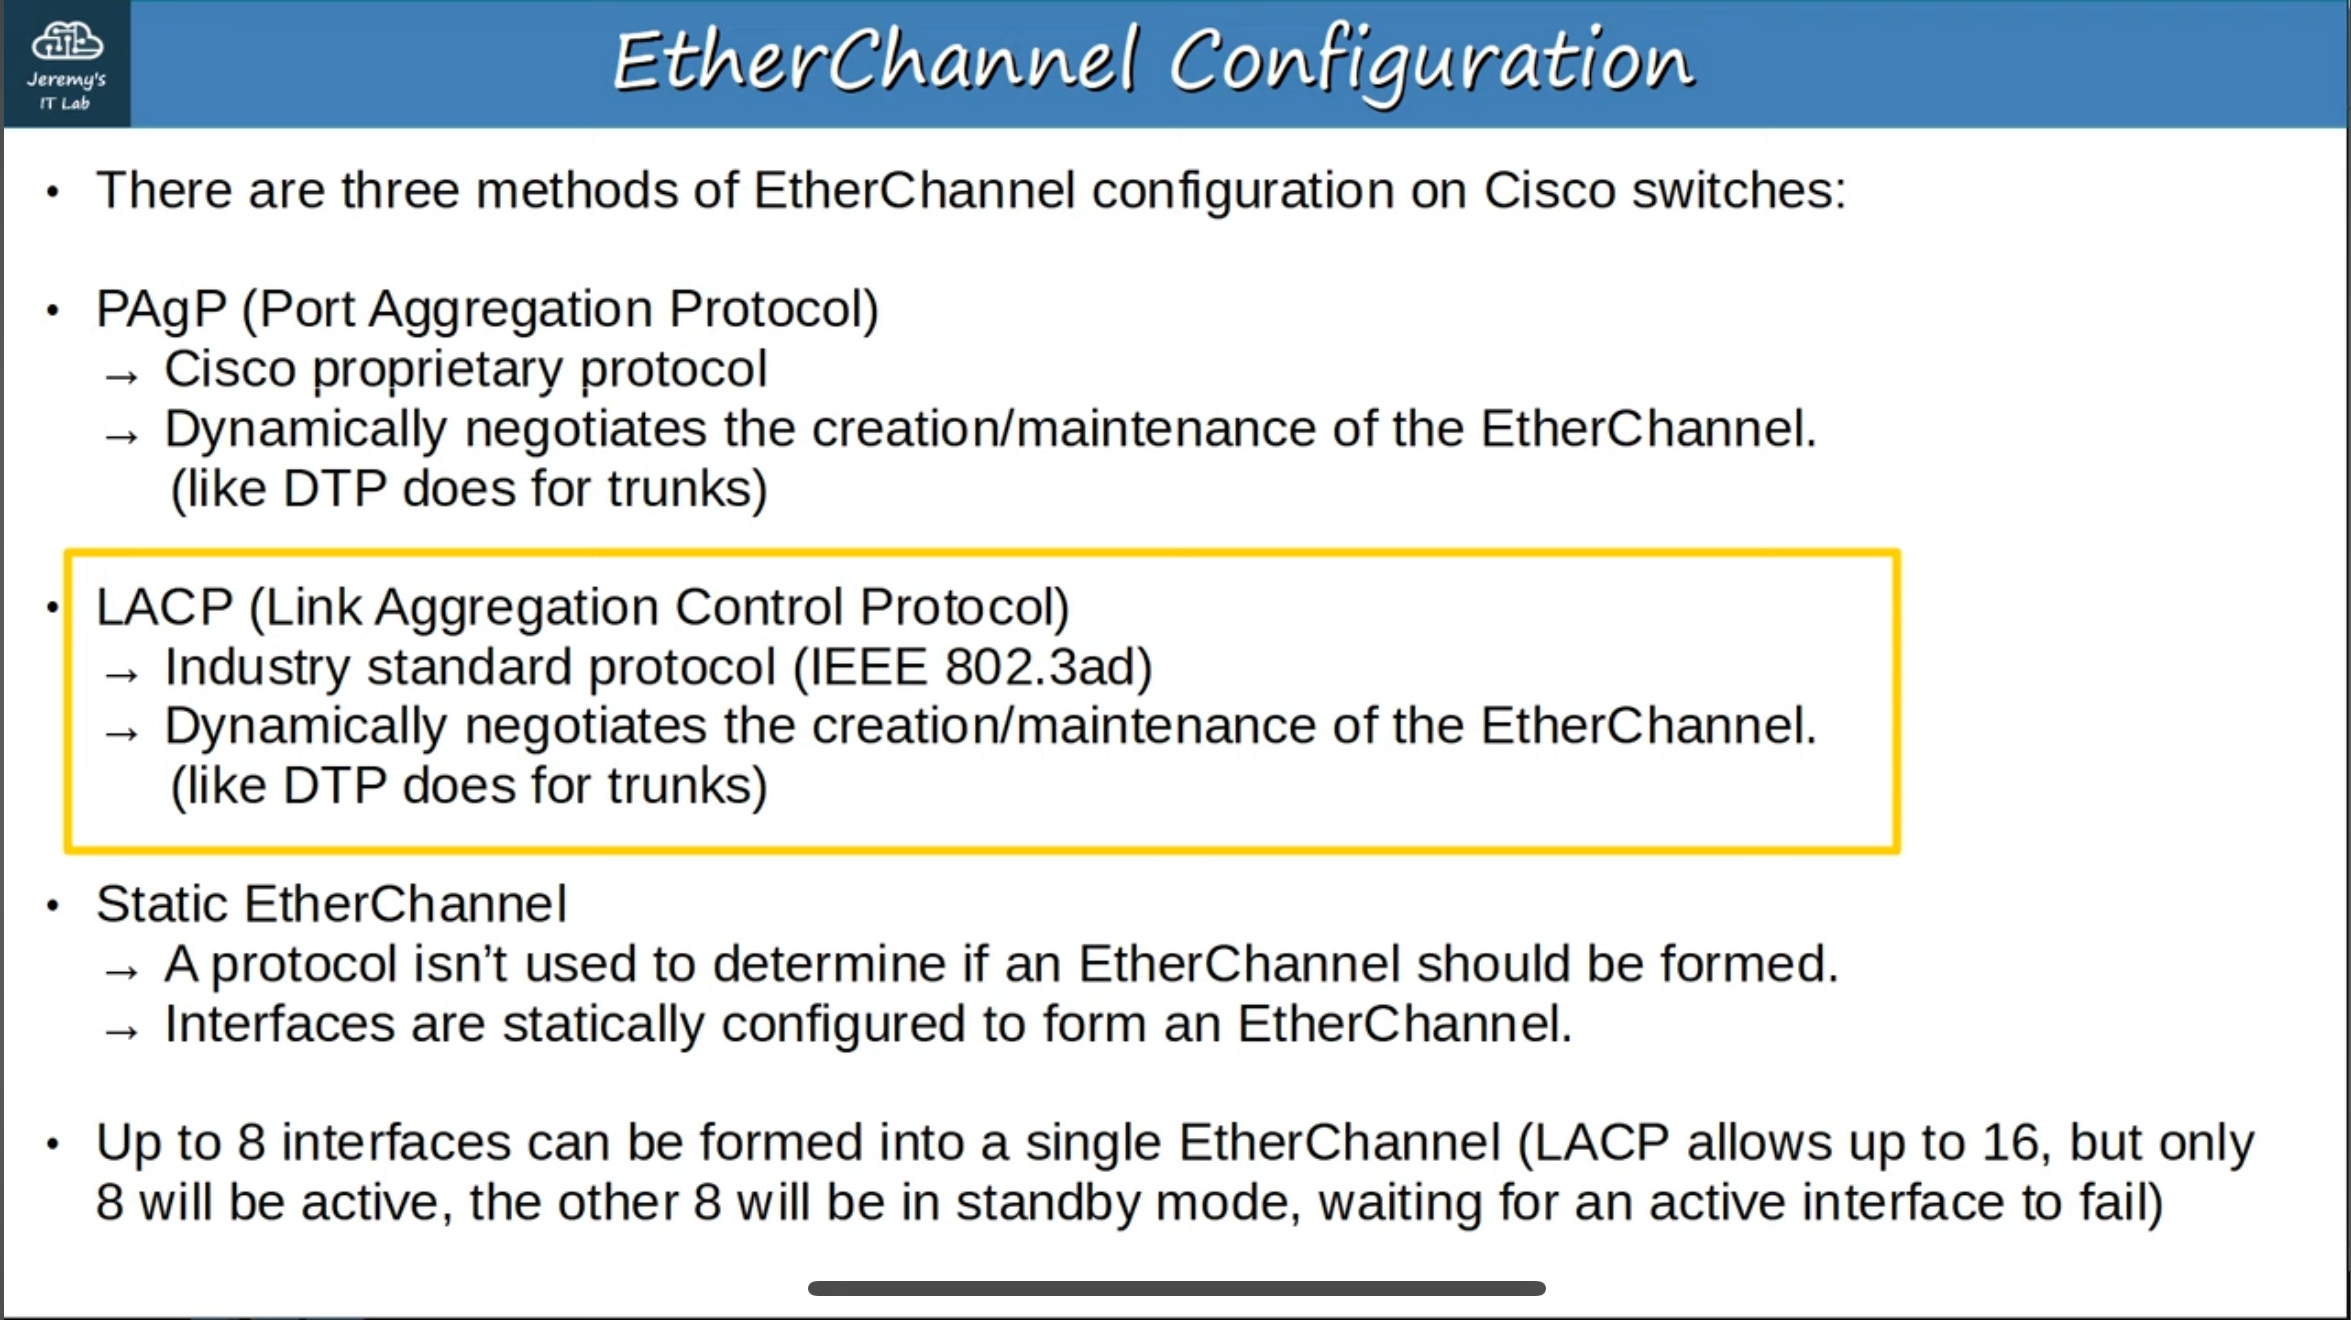 Jeremy's
IT Lab
EtherChannel Configuration
• There are three methods of EtherChannel configuration on Cisco switches:
• PAgP (Port Aggregation Protocol)
→ Cisco proprietary protocol
→ Dynamically negotiates the creation/maintenance of the EtherChannel.
(like DTP does for trunks)
• LACP (Link Aggregation Control Protocol)
→ Industry standard protocol (IEEE 802.3ad)
→ Dynamically negotiates the creation/maintenance of the EtherChannel.
(like DTP does for trunks)
• Static EtherChannel
→ A protocol isn’t used to determine if an EtherChannel should be formed.
→ Interfaces are statically configured to form an EtherChannel.
• Up to 8 interfaces can be formed into a single EtherChannel (LACP allows up to 16, but only
8 will be active, the other 8 will be in standby mode, waiting for an active interface to fail)